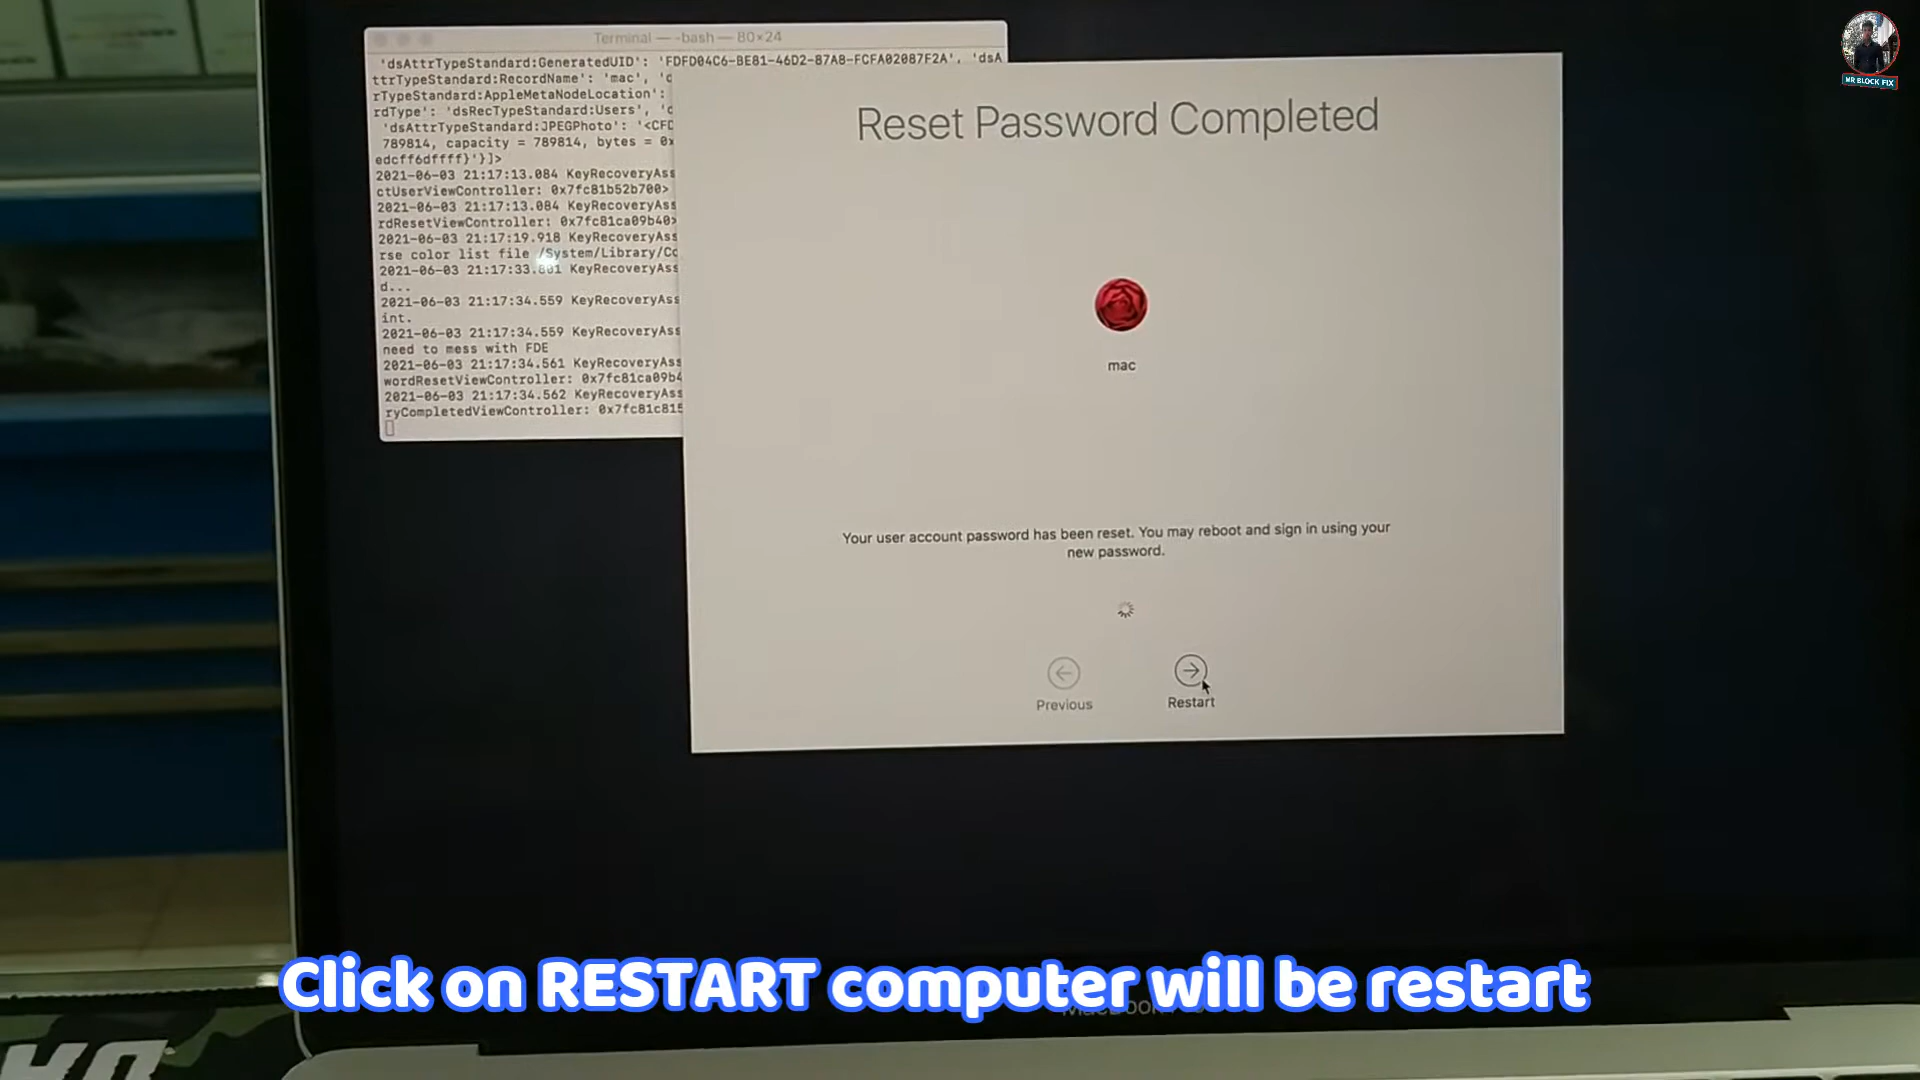 Terminal — -bash — 80×24
'dsAttrTypeStandard:GeneratedUID': 'FDFD04C6-BE81-46D2-87A8-FCFA02087F2A', 'dsA
ttrTypeStandard:RecordName': 'mac', 'd
rTypeStandard:AppleMetaNodeLocation':
rdType': 'dsRecTypeStandard:Users', 'd
'dsAttrTypeStandard:JPEGPhoto': '<CFD
789814, capacity = 789814, bytes = 0x
edcff6dffff}'}]>
2021-06-03 21:17:13.084 KeyRecoveryAss
ctUserViewController: 0x7fc81b52b700>
2021-06-03 21:17:13.084 KeyRecoveryAss
rdResetViewController: 0x7fc81ca09b40>
2021-06-03 21:17:19.918 KeyRecoveryAss
rse color list file /System/Library/Co
2021-06-03 21:17:33.801 KeyRecoveryAss
d...
2021-06-03 21:17:34.559 KeyRecoveryAss
int.
2021-06-03 21:17:34.559 KeyRecoveryAss
need to mess with FDE
2021-06-03 21:17:34.561 KeyRecoveryAss
wordResetViewController: 0x7fc81ca09b4
2021-06-03 21:17:34.562 KeyRecoveryAss
ryCompletedViewController: 0x7fc81c815
Reset Password Completed
mac
Your user account password has been reset. You may reboot and sign in using your
new password.
Previous
Restart
MR BLOCK FIX
Click on RESTART computer will be restart